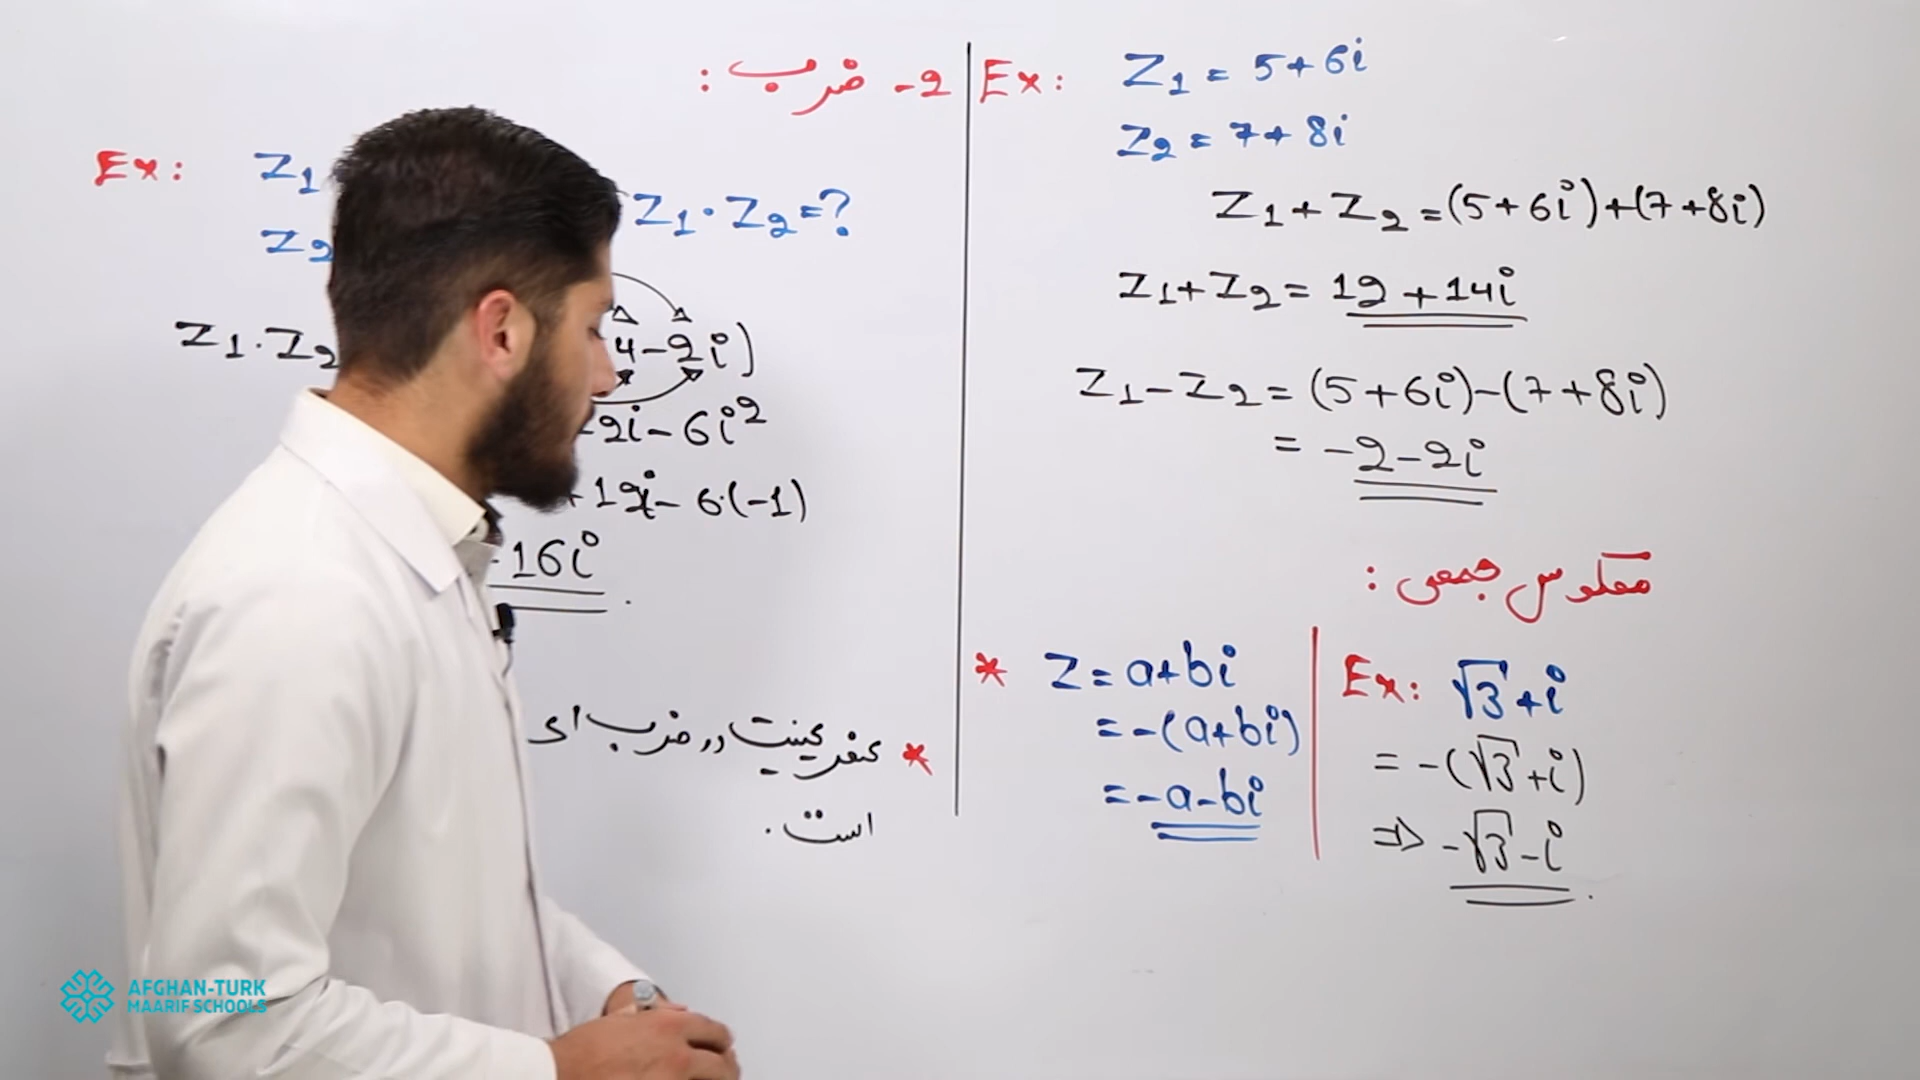 Ex: Z1 = 5+6i
Z2 = 7+8i
Z1+Z2=(5+6i)+(7+8i)
Z1+Z2= 12+14i
Z1-Z2=(5+6i)-(7+8i)
= -2-2i
معکوس جمعی:
* Z=a+bi
=-(a+bi)
=-a-bi
Ex: √3+i
=-(√3+i)
⇒ -√3-i
2- ضرب:
Ex: Z1
Z2
Z1·Z2=?
Z1·Z2 4-2i)
2i-6i²
+12i-6·(-1)
16i
* عینیت در ضرب ای
است.
AFGHAN-TURK
MAARIF SCHOOLS